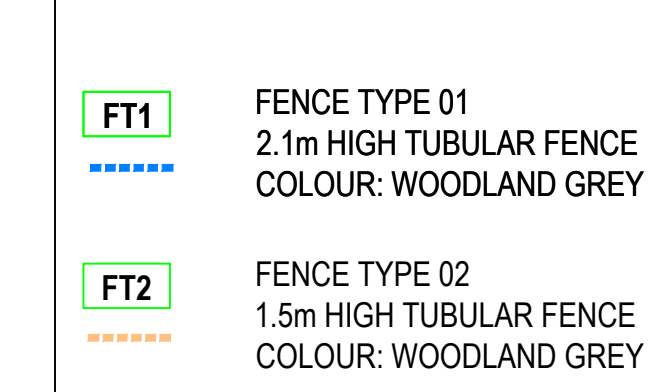 FT1
FENCE TYPE 01
2.1m HIGH TUBULAR FENCE
COLOUR: WOODLAND GREY
FT2
FENCE TYPE 02
1.5m HIGH TUBULAR FENCE
COLOUR: WOODLAND GREY